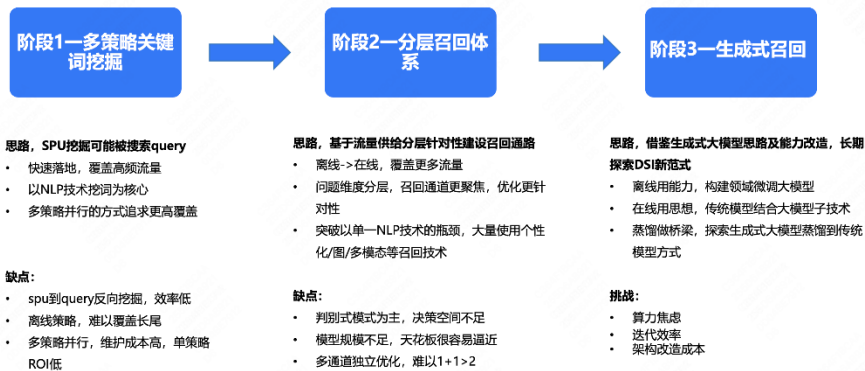 阶段1—多策略关键
词挖掘
思路，SPU挖掘可能被搜索query
• 快速落地，覆盖高频流量
• 以NLP技术挖词为核心
• 多策略并行的方式追求更高覆盖
缺点：
• spu到query反向挖掘，效率低
• 离线策略，难以覆盖长尾
• 多策略并行，维护成本高，单策略
ROI低
阶段2—分层召回体
系
思路，基于流量供给分层针对性建设召回通路
• 离线->在线，覆盖更多流量
• 问题维度分层，召回通道更聚焦，优化更针
对性
• 突破以单一NLP技术的瓶颈，大量使用个性
化/图/多模态等召回技术
缺点：
• 判别式模式为主，决策空间不足
• 模型规模不足，天花板很容易逼近
• 多通道独立优化，难以1+1>2
阶段3—生成式召回
思路，借鉴生成式大模型思路及能力改造，长期
探索DSI新范式
• 离线用能力，构建领域微调大模型
• 在线用思想，传统模型结合大模型子技术
• 蒸馏做桥梁，探索生成式大模型蒸馏到传统
模型方式
挑战：
• 算力焦虑
• 迭代效率
• 架构改造成本